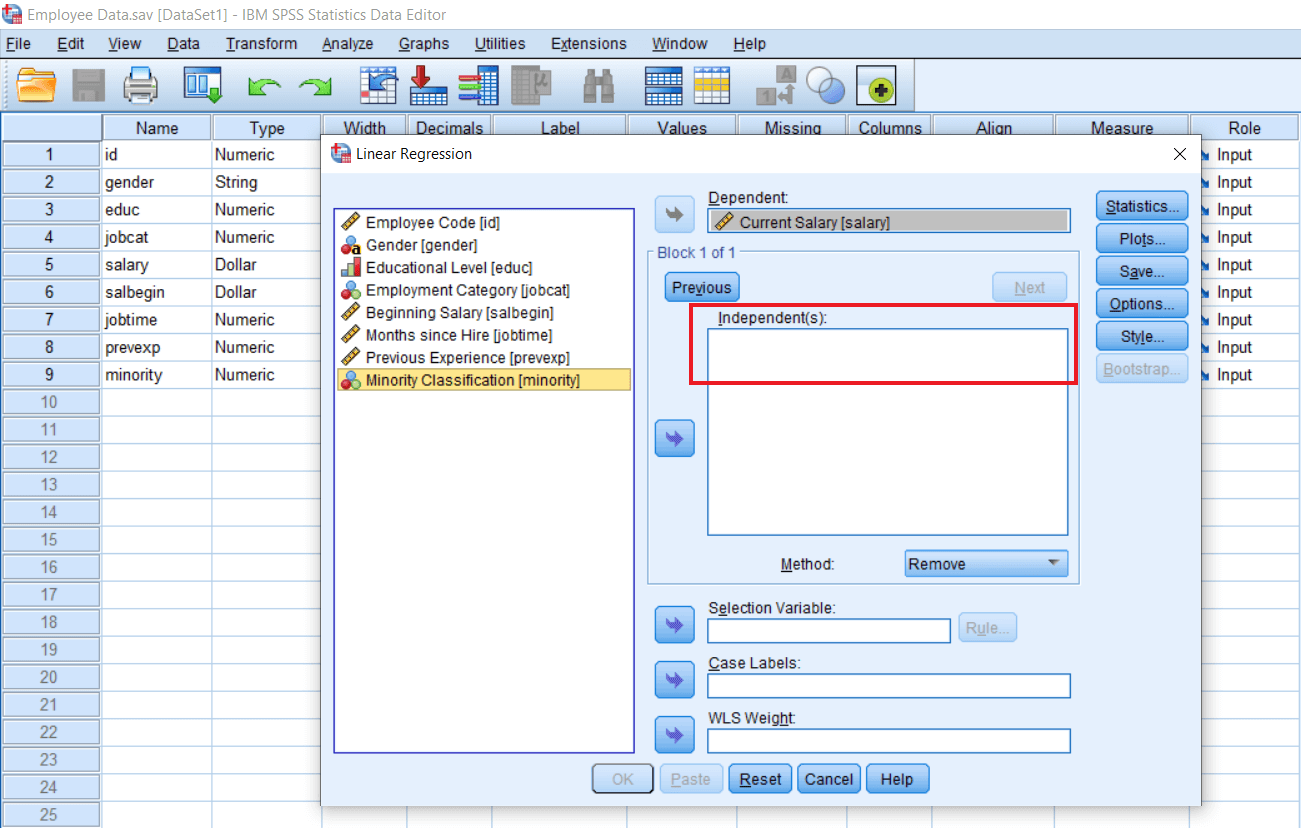 Employee Data.sav [DataSet1] - IBM SPSS Statistics Data Editor
File Edit View Data Transform Analyze Graphs Utilities Extensions Window Help
Name Type Width Decimals Label Values Missing Columns Align Measure Role
1 id Numeric Input
2 gender String Input
3 educ Numeric Input
4 jobcat Numeric Input
5 salary Dollar Input
6 salbegin Dollar Input
7 jobtime Numeric Input
8 prevexp Numeric Input
9 minority Numeric Input
10
11
12
13
14
15
16
17
18
19
20
21
22
23
24
25
Linear Regression
Employee Code [id]
Gender [gender]
Educational Level [educ]
Employment Category [jobcat]
Beginning Salary [salbegin]
Months since Hire [jobtime]
Previous Experience [prevexp]
Minority Classification [minority]
Dependent:
Current Salary [salary]
Block 1 of 1
Previous Next
Independent(s):
Method: Remove
Selection Variable:
Rule...
Case Labels:
WLS Weight:
Statistics...
Plots...
Save...
Options...
Style...
Bootstrap...
OK Paste Reset Cancel Help